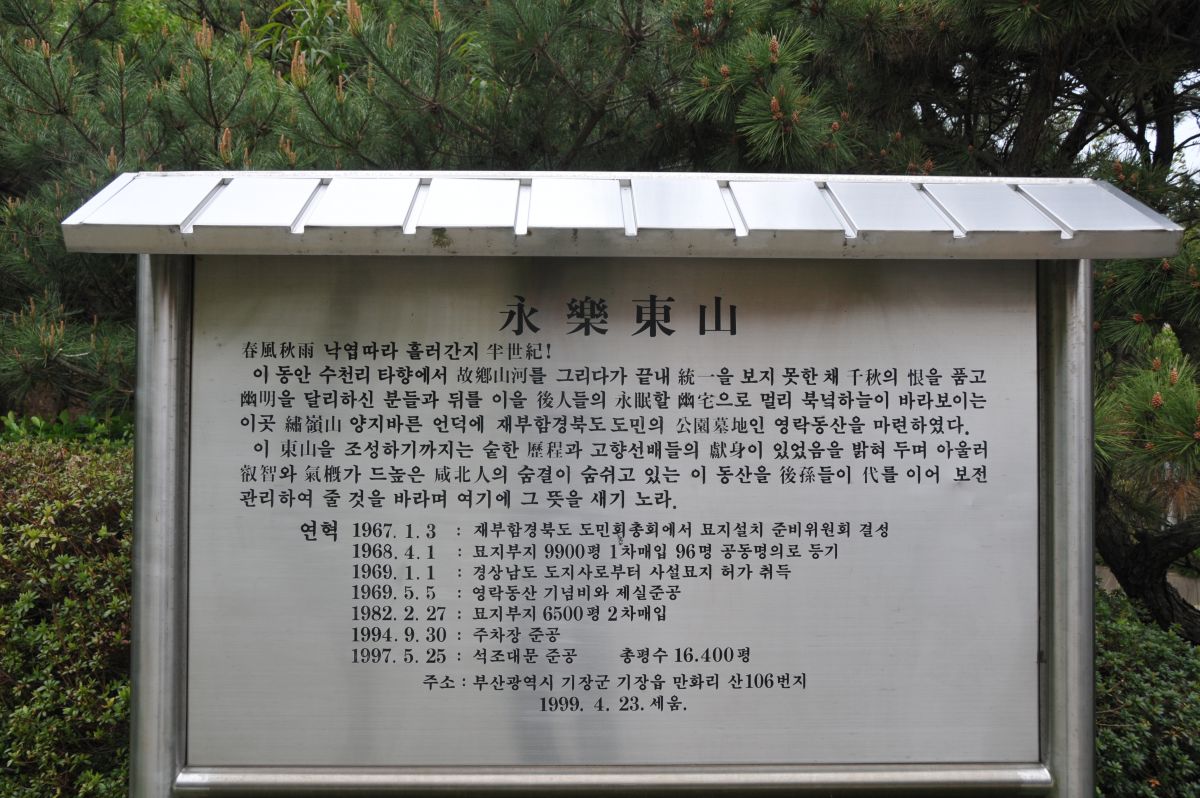 永樂東山
春風秋雨 낙엽따라 흘러간지 半世紀!
이 동안 수천리 타향에서 故鄕山河를 그리다가 끝내 統一을 보지 못한 채 千秋의 恨을 품고
幽明을 달리하신 분들과 뒤를 이을 後人들의 永眠할 幽宅으로 멀리 북녘하늘이 바라보이는
이곳 繡嶺山 양지바른 언덕에 재부함경북도 도민의 公園墓地인 영락동산을 마련하였다.
이 東山을 조성하기까지는 숱한 歷程과 고향선배들의 獻身이 있었음을 밝혀 두며 아울러
叡智와 氣槪가 드높은 咸北人의 숨결이 숨쉬고 있는 이 동산을 後孫들이 代를 이어 보전
관리하여 줄 것을 바라며 여기에 그 뜻을 새기 노라.
연혁 1967. 1. 3 : 재부함경북도 도민회총회에서 묘지설치 준비위원회 결성
1968. 4. 1 : 묘지부지 9900평 1차매입 96명 공동명의로 등기
1969. 1. 1 : 경상남도 도지사로부터 사설묘지 허가 취득
1969. 5. 5 : 영락동산 기념비와 제실준공
1982. 2. 27 : 묘지부지 6500평 2차매입
1994. 9. 30 : 주차장 준공
1997. 5. 25 : 석조대문 준공 총평수 16.400평
주소 : 부산광역시 기장군 기장읍 만화리 산106번지
1999. 4. 23. 세움.